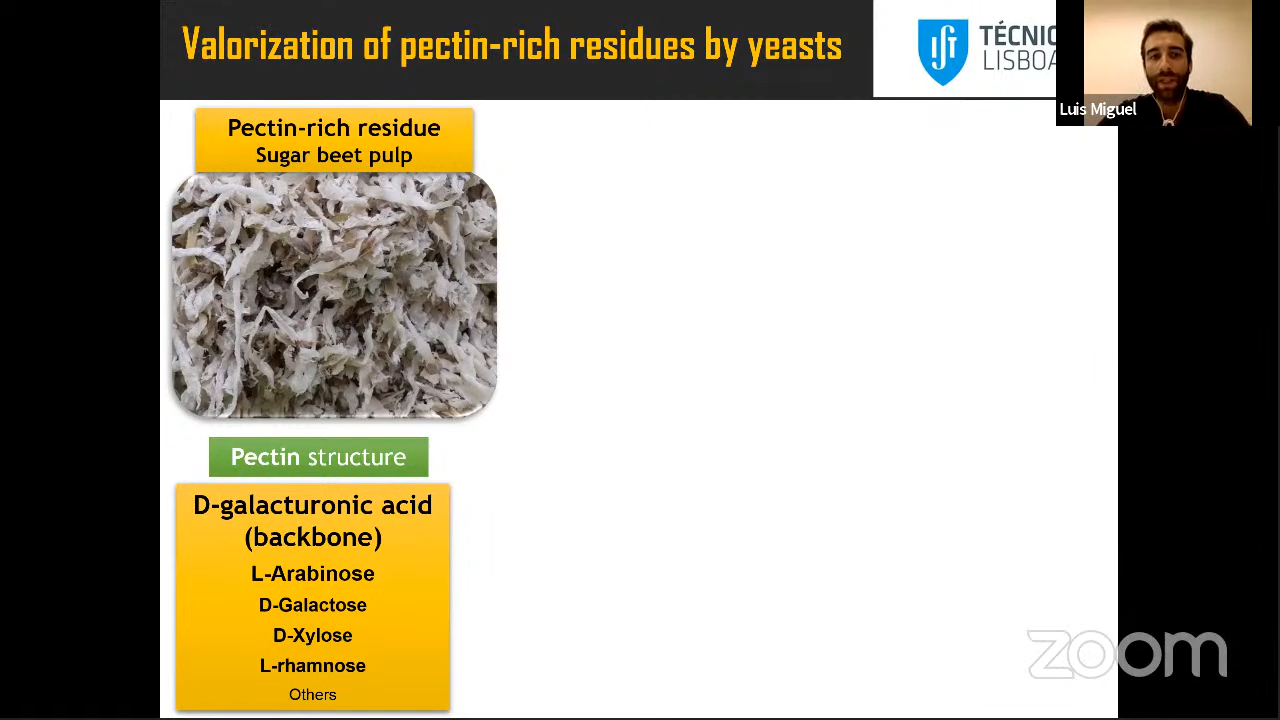 Valorization of pectin-rich residues by yeasts
TÉCNICO
LISBOA
Luis Miguel
Pectin-rich residue
Sugar beet pulp
Pectin structure
D-galacturonic acid
(backbone)
L-Arabinose
D-Galactose
D-Xylose
L-rhamnose
Others
zoom